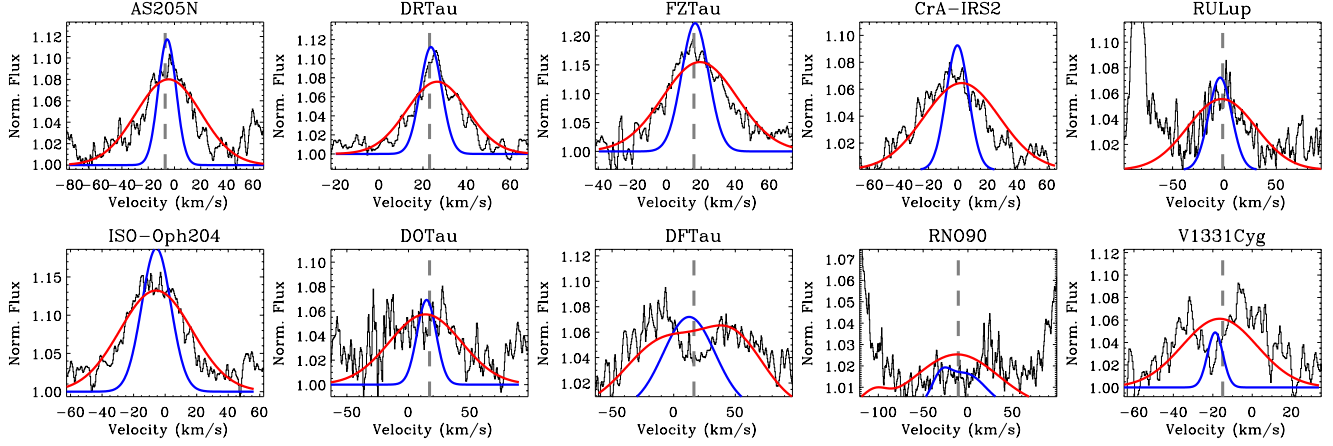 AS205N DRTau FZTau CrA-IRS2 RULup
Norm. Flux
1.12
1.10
1.08
1.06
1.04
1.02
1.00
-80 -60 -40 -20 0 20 40 60
Velocity (km/s)
Norm. Flux
1.12
1.10
1.08
1.06
1.04
1.02
1.00
-20 0 20 40 60
Velocity (km/s)
Norm. Flux
1.20
1.15
1.10
1.05
1.00
-40 -20 0 20 40 60
Velocity (km/s)
Norm. Flux
1.10
1.08
1.06
1.04
1.02
-60 -40 -20 0 20 40 60
Velocity (km/s)
Norm. Flux
1.10
1.08
1.06
1.04
1.02
-50 0 50
Velocity (km/s)
ISO-Oph204 DOTau DFTau RNO90 V1331Cyg
Norm. Flux
1.15
1.10
1.05
1.00
-60 -40 -20 0 20 40 60
Velocity (km/s)
Norm. Flux
1.10
1.08
1.06
1.04
1.02
1.00
-50 0 50
Velocity (km/s)
Norm. Flux
1.10
1.08
1.06
1.04
1.02
-50 0 50
Velocity (km/s)
Norm. Flux
1.07
1.06
1.05
1.04
1.03
1.02
1.01
-100 -50 0 50 100
Velocity (km/s)
Norm. Flux
1.12
1.10
1.08
1.06
1.04
1.02
1.00
-60 -40 -20 0 20
Velocity (km/s)